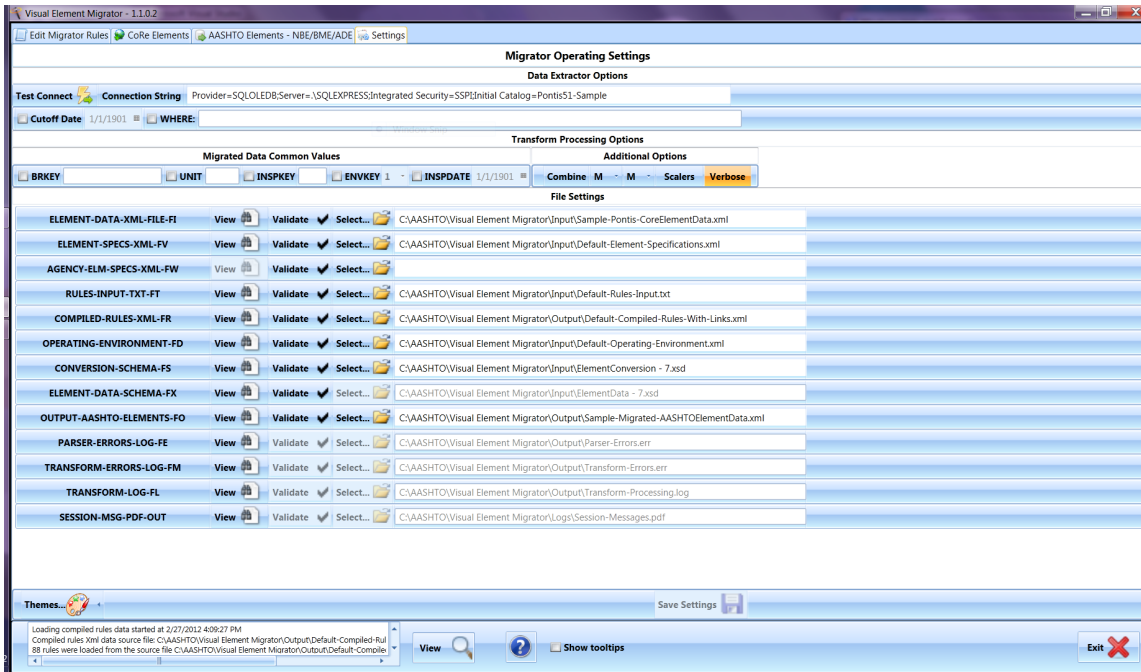 Visual Element Migrator - 1.1.0.2
Edit Migrator Rules CoRe Elements AASHTO Elements - NBE/BME/ADE Settings
Migrator Operating Settings
Data Extractor Options
Test Connect Connection String Provider=SQLOLEDB;Server=.\SQLEXPRESS;Integrated Security=SSPI;Initial Catalog=Pontis51-Sample
Cutoff Date 1/1/1901 WHERE:
Transform Processing Options
Migrated Data Common Values Additional Options
BRKEY UNIT INSPKEY ENVKEY 1 INSPDATE 1/1/1901 Combine M M Scalers Verbose
File Settings
ELEMENT-DATA-XML-FILE-FI View Validate Select... C:\AASHTO\Visual Element Migrator\Input\Sample-Pontis-CoreElementData.xml
ELEMENT-SPECS-XML-FV View Validate Select... C:\AASHTO\Visual Element Migrator\Input\Default-Element-Specifications.xml
AGENCY-ELM-SPECS-XML-FW View Validate Select...
RULES-INPUT-TXT-FT View Validate Select... C:\AASHTO\Visual Element Migrator\Input\Default-Rules-Input.txt
COMPILED-RULES-XML-FR View Validate Select... C:\AASHTO\Visual Element Migrator\Output\Default-Compiled-Rules-With-Links.xml
OPERATING-ENVIRONMENT-FD View Validate Select... C:\AASHTO\Visual Element Migrator\Input\Default-Operating-Environment.xml
CONVERSION-SCHEMA-FS View Validate Select... C:\AASHTO\Visual Element Migrator\Input\ElementConversion - 7.xsd
ELEMENT-DATA-SCHEMA-FX View Validate Select... C:\AASHTO\Visual Element Migrator\Input\ElementData - 7.xsd
OUTPUT-AASHTO-ELEMENTS-FO View Validate Select... C:\AASHTO\Visual Element Migrator\Output\Sample-Migrated-AASHTOElementData.xml
PARSER-ERRORS-LOG-FE View Validate Select... C:\AASHTO\Visual Element Migrator\Output\Parser-Errors.err
TRANSFORM-ERRORS-LOG-FM View Validate Select... C:\AASHTO\Visual Element Migrator\Output\Transform-Errors.err
TRANSFORM-LOG-FL View Validate Select... C:\AASHTO\Visual Element Migrator\Output\Transform-Processing.log
SESSION-MSG-PDF-OUT View Validate Select... C:\AASHTO\Visual Element Migrator\Logs\Session-Messages.pdf
Themes... Save Settings
Loading compiled rules data started at 2/27/2012 4:09:27 PM
Compiled rules Xml data source file: C:\AASHTO\Visual Element Migrator\Output\Default-Compiled-Rul
88 rules were loaded from the source file C:\AASHTO\Visual Element Migrator\Output\Default-Compiled
View ? Show tooltips Exit